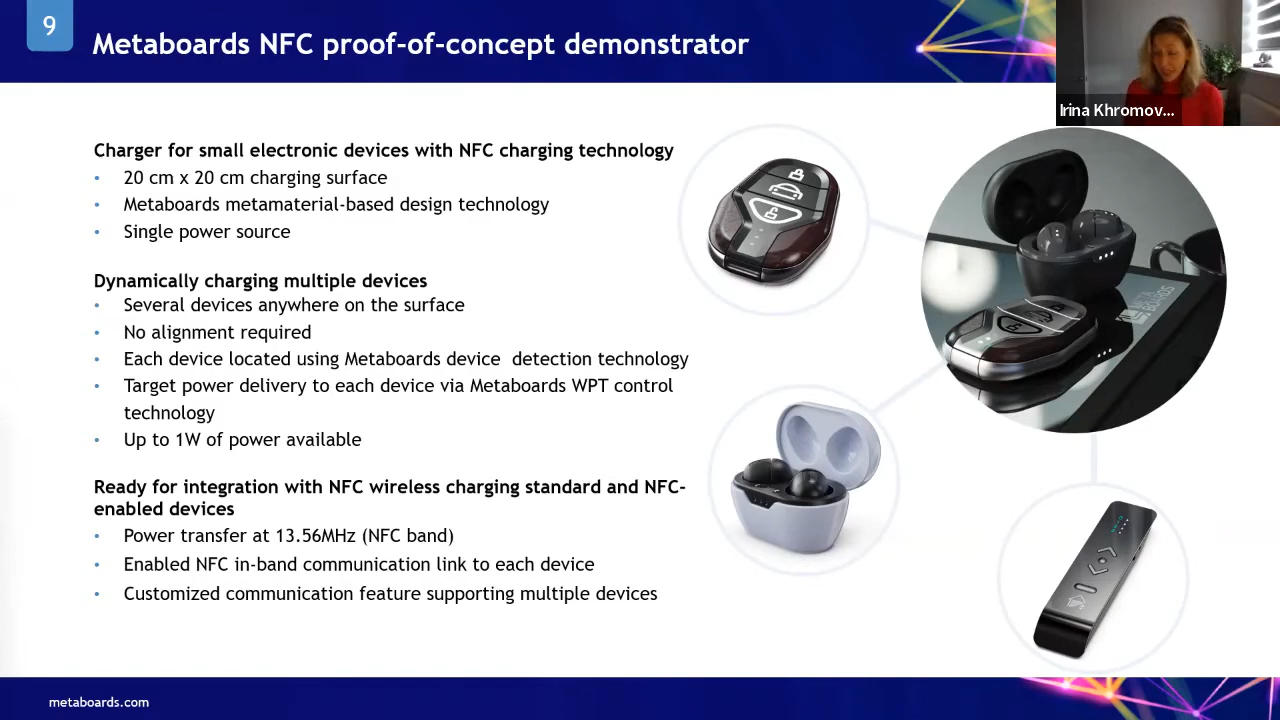 9
Metaboards NFC proof-of-concept demonstrator
Irina Khromov...
Charger for small electronic devices with NFC charging technology
• 20 cm x 20 cm charging surface
• Metaboards metamaterial-based design technology
• Single power source
Dynamically charging multiple devices
• Several devices anywhere on the surface
• No alignment required
• Each device located using Metaboards device  detection technology
• Target power delivery to each device via Metaboards WPT control
technology
• Up to 1W of power available
Ready for integration with NFC wireless charging standard and NFC-
enabled devices
• Power transfer at 13.56MHz (NFC band)
• Enabled NFC in-band communication link to each device
• Customized communication feature supporting multiple devices
META
BOARDS
metaboards.com